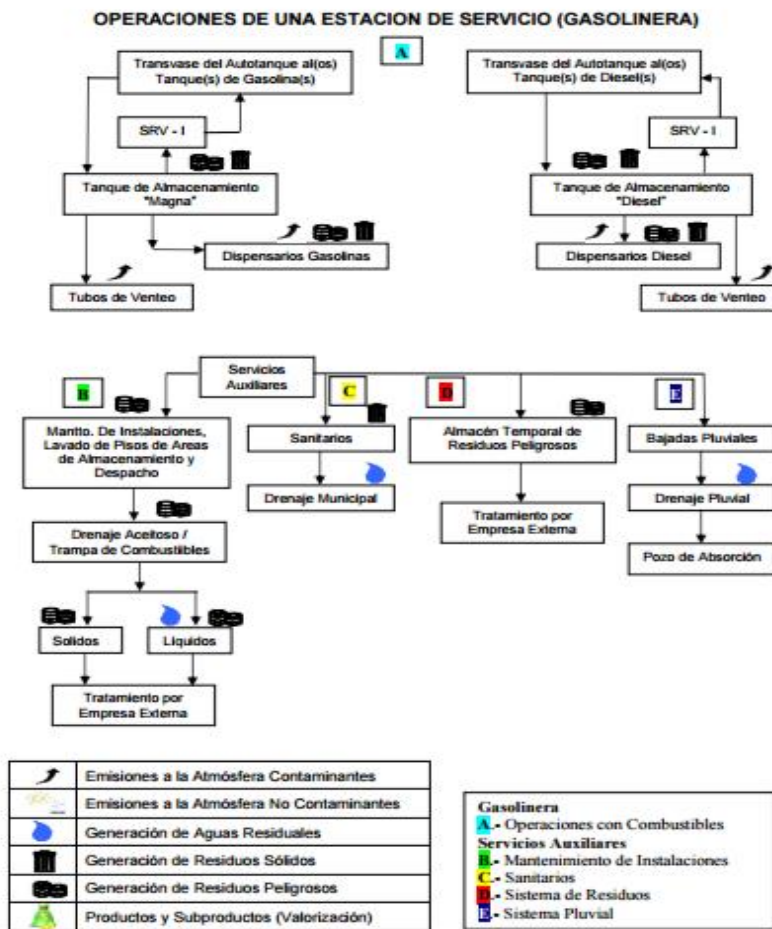 OPERACIONES DE UNA ESTACION DE SERVICIO (GASOLINERA)
A
Transvase del Autotanque al(os)
Tanque(s) de Gasolina(s)
SRV - I
Tanque de Almacenamiento
"Magna"
Dispensarios Gasolinas
Tubos de Venteo
Transvase del Autotanque al(os)
Tanque(s) de Diesel(s)
SRV - I
Tanque de Almacenamiento
"Diesel"
Dispensarios Diesel
Tubos de Venteo
Servicios
Auxiliares
B
Mantto. De Instalaciones,
Lavado de Pisos de Areas
de Almacenamiento y
Despacho
Drenaje Aceitoso /
Trampa de Combustibles
Solidos
Líquidos
Tratamiento por
Empresa Externa
C
Sanitarios
Drenaje Municipal
D
Almacén Temporal de
Residuos Peligrosos
Tratamiento por
Empresa Externa
E
Bajadas Pluviales
Drenaje Pluvial
Pozo de Absorción
Emisiones a la Atmósfera Contaminantes
Emisiones a la Atmósfera No Contaminantes
Generación de Aguas Residuales
Generación de Residuos Sólidos
Generación de Residuos Peligrosos
Productos y Subproductos (Valorización)
Gasolinera
A.- Operaciones con Combustibles
Servicios Auxiliares
B.- Mantenimiento de Instalaciones
C.- Sanitarios
D.- Sistema de Residuos
E.- Sistema Pluvial